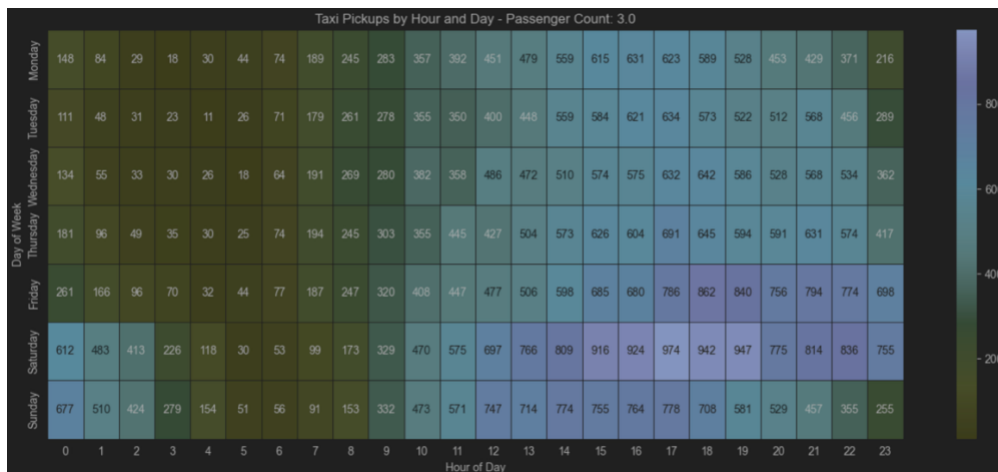 Taxi Pickups by Hour and Day - Passenger Count: 3.0
Day of Week
Monday 148 84 29 18 30 44 74 189 245 283 357 392 451 479 559 615 631 623 589 528 453 429 371 216
Tuesday 111 48 31 23 11 26 71 179 261 278 355 350 400 448 559 584 621 634 573 522 512 568 456 289
Wednesday 134 55 33 30 26 18 64 191 269 280 382 358 486 472 510 574 575 632 642 586 528 568 534 362
Thursday 181 96 49 35 30 25 74 194 245 303 355 445 427 504 573 626 604 691 645 594 591 631 574 417
Friday 261 166 96 70 32 44 77 187 247 320 408 447 477 506 598 685 680 786 862 840 756 794 774 698
Saturday 612 483 413 226 118 30 53 99 173 329 470 575 697 766 809 916 924 974 942 947 775 814 836 755
Sunday 677 510 424 279 154 51 56 91 153 332 473 571 747 714 774 755 764 778 708 581 529 457 355 255
0 1 2 3 4 5 6 7 8 9 10 11 12 13 14 15 16 17 18 19 20 21 22 23
Hour of Day
800
600
400
200